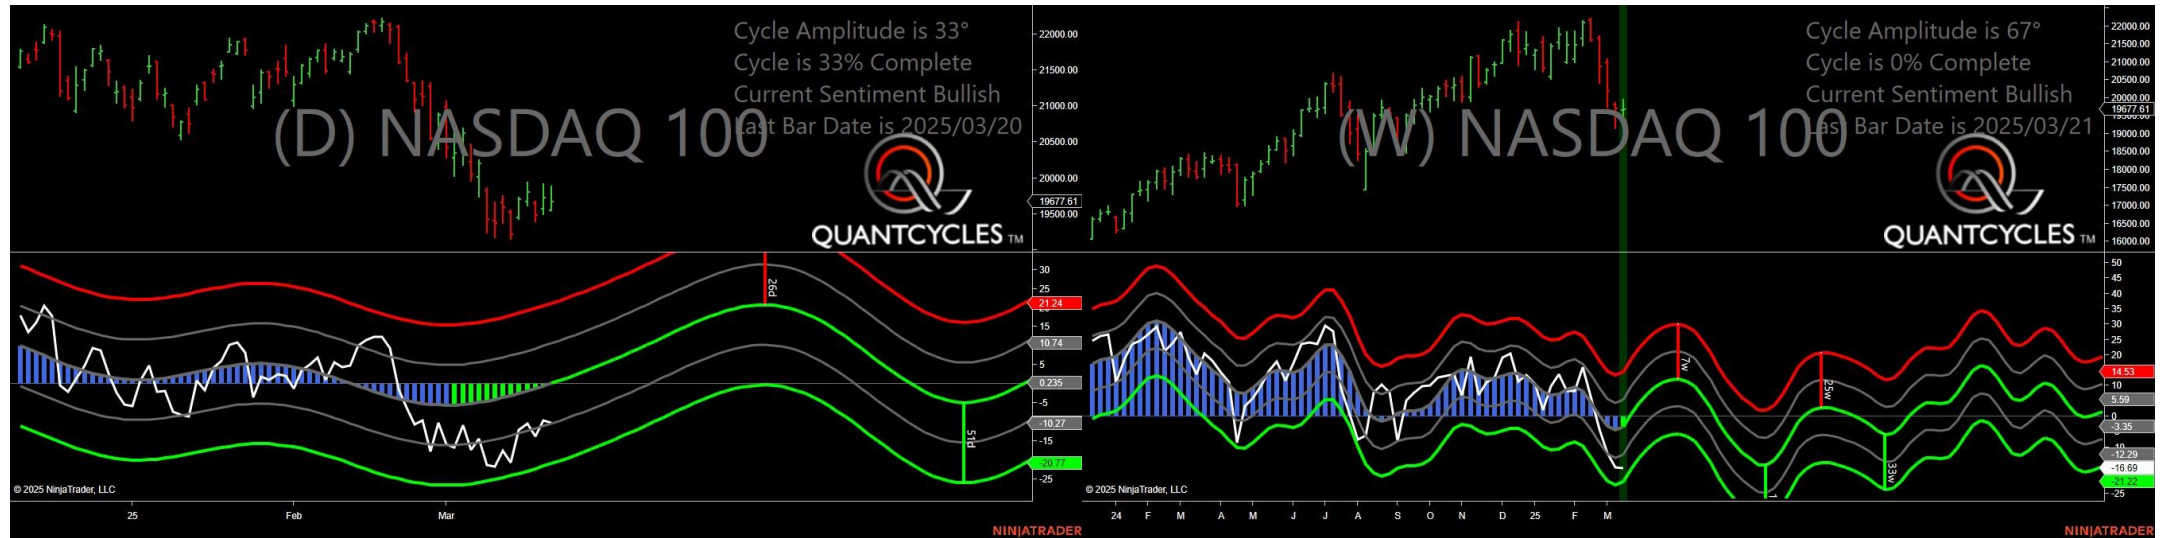 Cycle Amplitude is 33°
Cycle is 33% Complete
Current Sentiment Bullish
Last Bar Date is 2025/03/20
(D) NASDAQ 100
QUANTCYCLES TM
22000.00
21500.00
21000.00
20500.00
20000.00
19677.61
19500.00
30
25
21.24
15
10.74
5
0.235
-5
-10.27
-15
-20.77
-25
26d
51d
© 2025 NinjaTrader, LLC
25 Feb Mar
NINJATRADER
Cycle Amplitude is 67°
Cycle is 0% Complete
Current Sentiment Bullish
Last Bar Date is 2025/03/21
(W) NASDAQ 100
QUANTCYCLES TM
22000.00
21500.00
21000.00
20500.00
20000.00
19677.61
19000.00
18500.00
18000.00
17500.00
17000.00
16500.00
16000.00
50
45
40
35
30
25
20
14.53
10
5.59
0
-3.35
-12.29
-16.69
-21.22
-25
7w
25w
33w
© 2025 NinjaTrader, LLC
24 F M A M J J A S O N D 25 F M
NINJATRADER